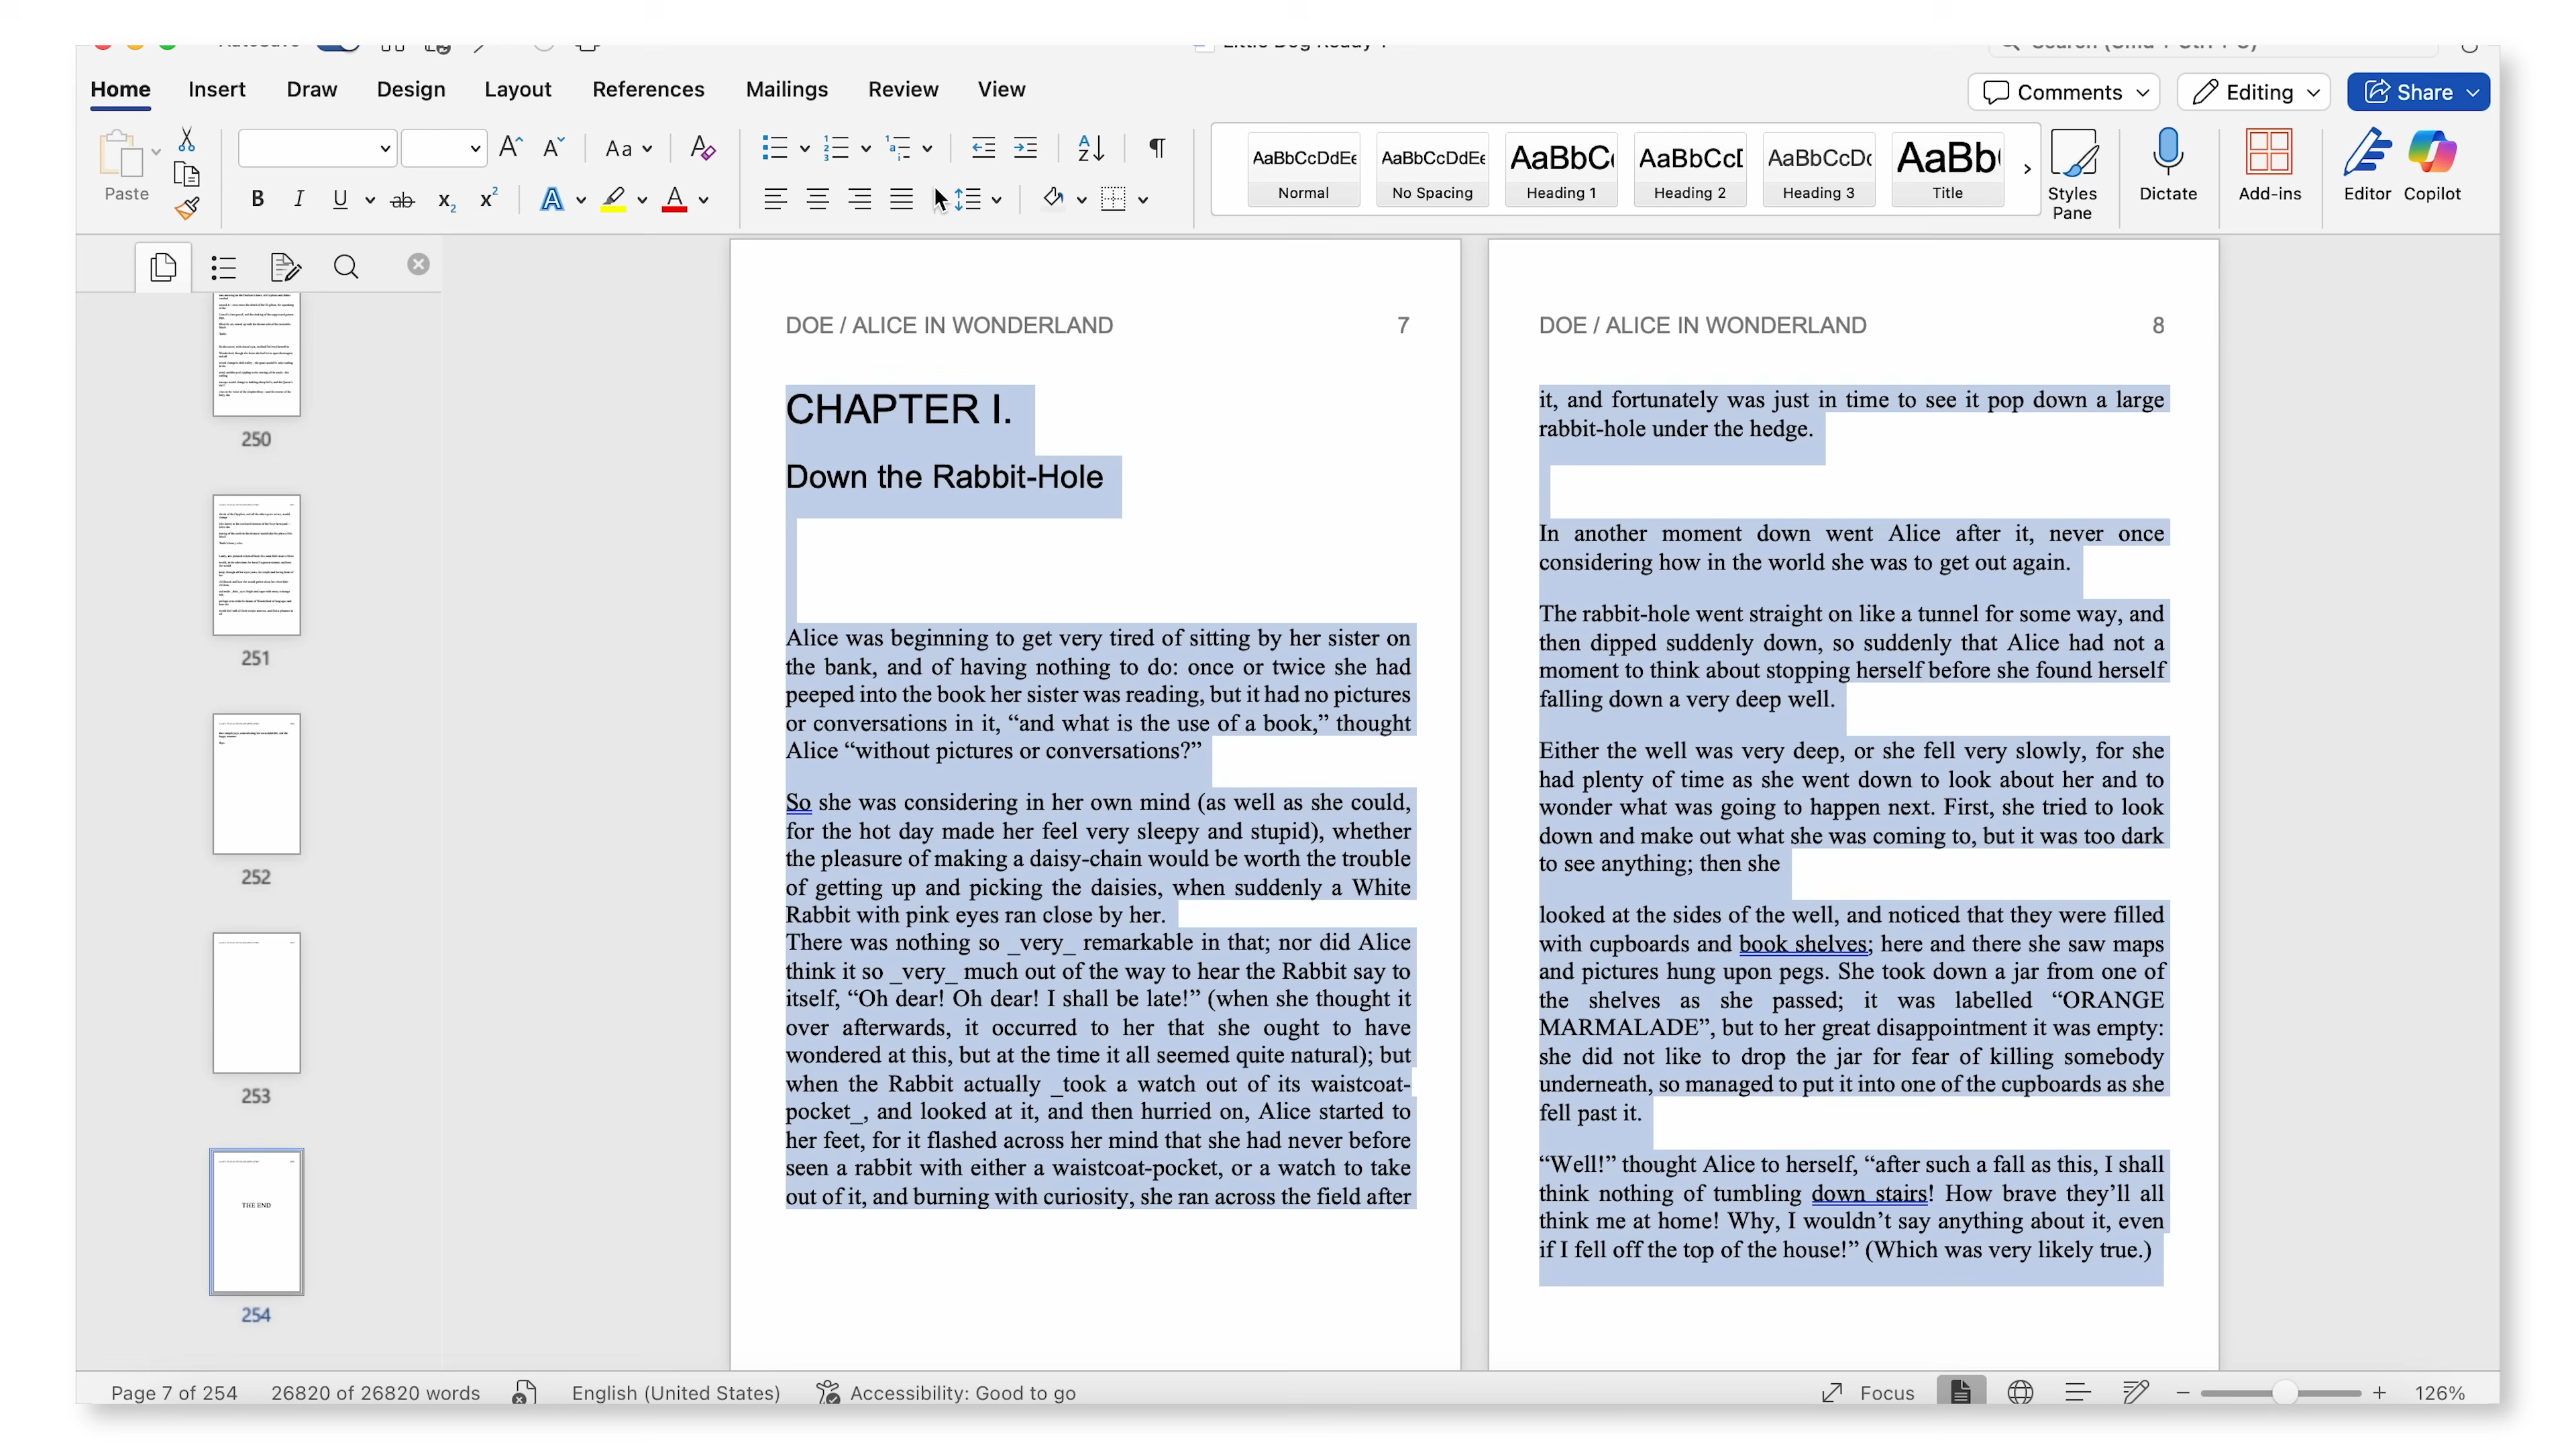 Home Insert Draw Design Layout References Mailings Review View Comments Editing Share
Paste
Aa
B I U ab x₂ x² A A
AaBbCcDdEe AaBbCcDdEe AaBbC AaBbCcD AaBbCcDc AaBb
Normal No Spacing Heading 1 Heading 2 Heading 3 Title
Styles
Pane
Dictate
Add-ins
Editor
Copilot
250
251
252
253
THE END
254
DOE / ALICE IN WONDERLAND 7
CHAPTER I.
Down the Rabbit-Hole
Alice was beginning to get very tired of sitting by her sister on
the bank, and of having nothing to do: once or twice she had
peeped into the book her sister was reading, but it had no pictures
or conversations in it, “and what is the use of a book,” thought
Alice “without pictures or conversations?”
So she was considering in her own mind (as well as she could,
for the hot day made her feel very sleepy and stupid), whether
the pleasure of making a daisy-chain would be worth the trouble
of getting up and picking the daisies, when suddenly a White
Rabbit with pink eyes ran close by her.
There was nothing so _very_ remarkable in that; nor did Alice
think it so _very_ much out of the way to hear the Rabbit say to
itself, “Oh dear! Oh dear! I shall be late!” (when she thought it
over afterwards, it occurred to her that she ought to have
wondered at this, but at the time it all seemed quite natural); but
when the Rabbit actually _took a watch out of its waistcoat-
pocket_, and looked at it, and then hurried on, Alice started to
her feet, for it flashed across her mind that she had never before
seen a rabbit with either a waistcoat-pocket, or a watch to take
out of it, and burning with curiosity, she ran across the field after
DOE / ALICE IN WONDERLAND 8
it, and fortunately was just in time to see it pop down a large
rabbit-hole under the hedge.
In another moment down went Alice after it, never once
considering how in the world she was to get out again.
The rabbit-hole went straight on like a tunnel for some way, and
then dipped suddenly down, so suddenly that Alice had not a
moment to think about stopping herself before she found herself
falling down a very deep well.
Either the well was very deep, or she fell very slowly, for she
had plenty of time as she went down to look about her and to
wonder what was going to happen next. First, she tried to look
down and make out what she was coming to, but it was too dark
to see anything; then she
looked at the sides of the well, and noticed that they were filled
with cupboards and book shelves; here and there she saw maps
and pictures hung upon pegs. She took down a jar from one of
the shelves as she passed; it was labelled “ORANGE
MARMALADE”, but to her great disappointment it was empty:
she did not like to drop the jar for fear of killing somebody
underneath, so managed to put it into one of the cupboards as she
fell past it.
“Well!” thought Alice to herself, “after such a fall as this, I shall
think nothing of tumbling down stairs! How brave they’ll all
think me at home! Why, I wouldn’t say anything about it, even
if I fell off the top of the house!” (Which was very likely true.)
Page 7 of 254 26820 of 26820 words English (United States) Accessibility: Good to go Focus 126%